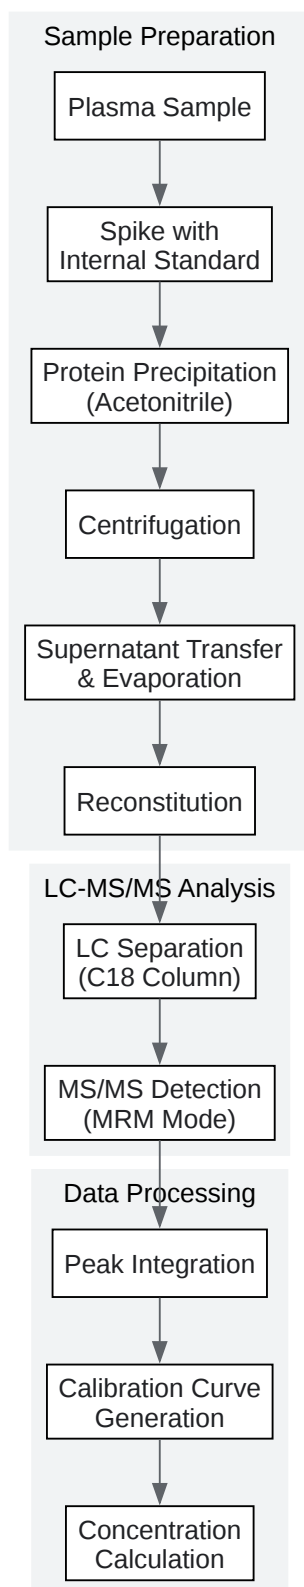 Sample Preparation
Plasma Sample
Spike with
Internal Standard
Protein Precipitation
(Acetonitrile)
Centrifugation
Supernatant Transfer
& Evaporation
Reconstitution
LC-MS/MS Analysis
LC Separation
(C18 Column)
MS/MS Detection
(MRM Mode)
Data Processing
Peak Integration
Calibration Curve
Generation
Concentration
Calculation